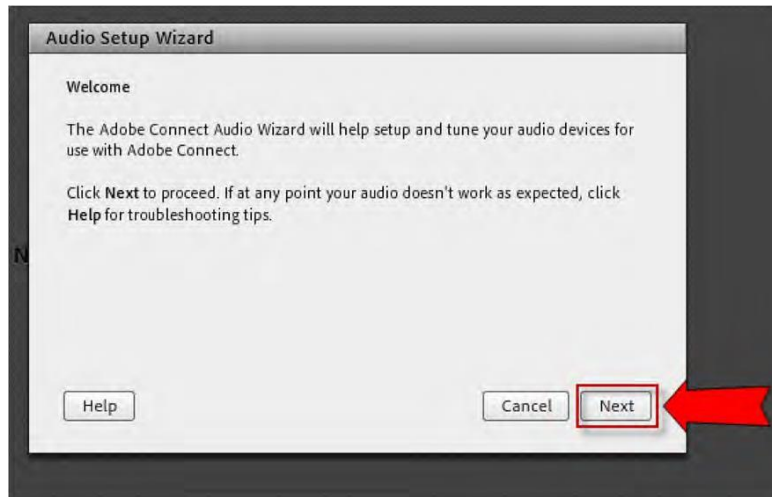 Audio Setup Wizard
Welcome
The Adobe Connect Audio Wizard will help setup and tune your audio devices for
use with Adobe Connect.
Click Next to proceed. If at any point your audio doesn't work as expected, click
Help for troubleshooting tips.
N
Help
Cancel
Next